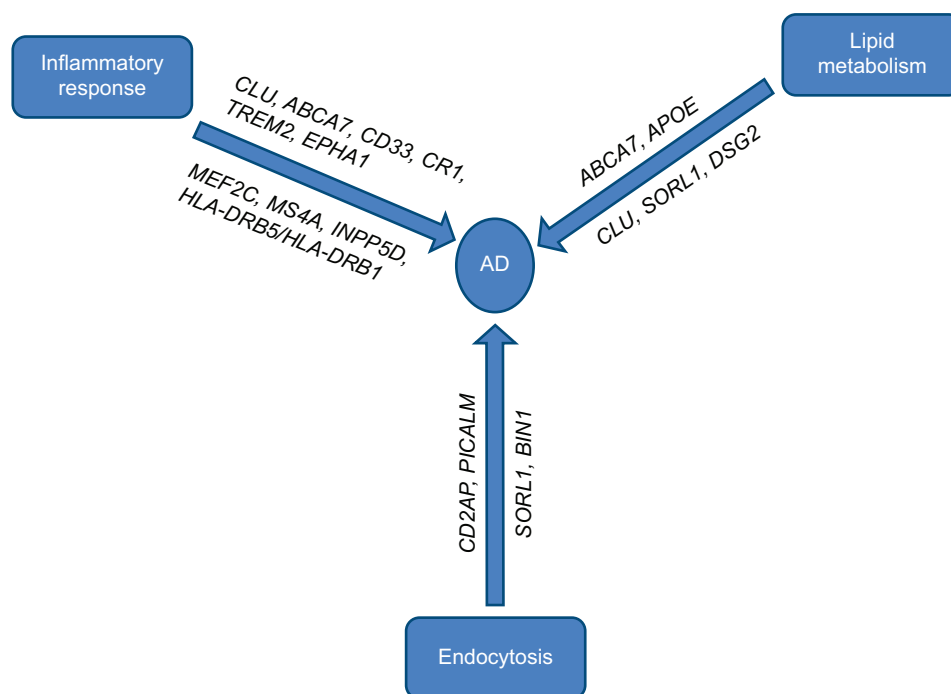 Inflammatory
response
Lipid
metabolism
CLU, ABCA7, CD33, CR1,
TREM2, EPHA1
MEF2C, MS4A, INPP5D,
HLA-DRB5/HLA-DRB1
ABCA7, APOE
CLU, SORL1, DSG2
AD
CD2AP, PICALM
SORL1, BIN1
Endocytosis